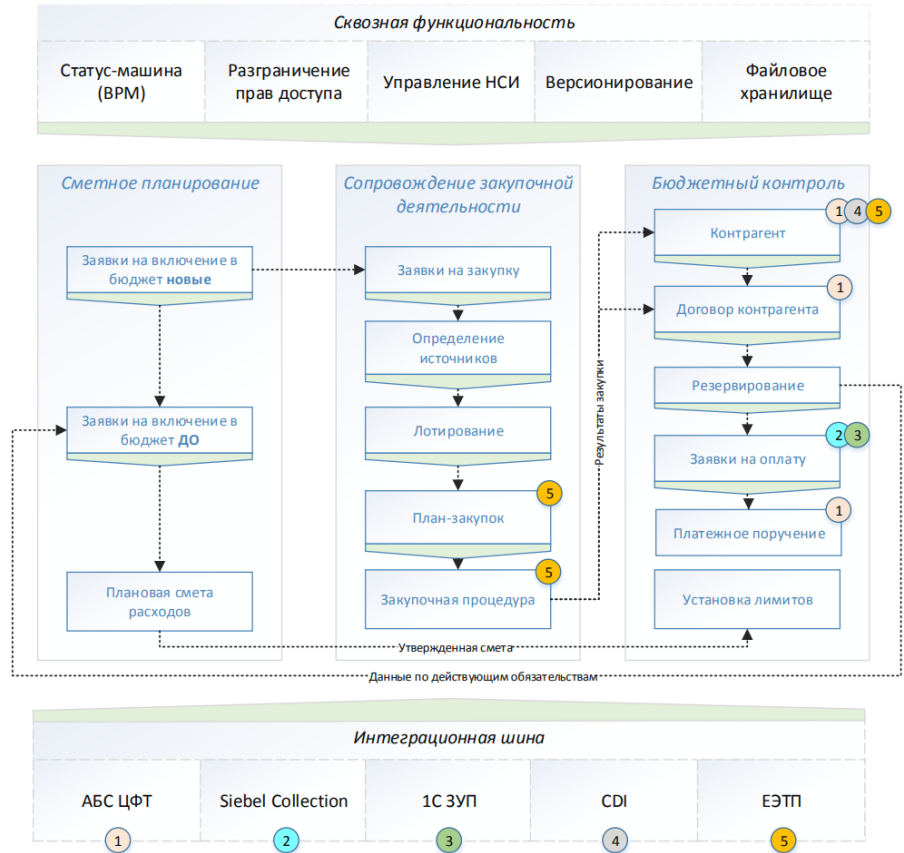 Сквозная функциональность
Статус-машина
(BPM)
Разграничение
прав доступа
Управление НСИ
Версионирование
Файловое
хранилище
Сметное планирование
Заявки на включение в
бюджет новые
Заявки на включение в
бюджет ДО
Плановая смета
расходов
Сопровождение закупочной
деятельности
Заявки на закупку
Определение
источников
Лотирование
План-закупок
5
Закупочная процедура
5
Результаты закупки
Бюджетный контроль
1
4
5
Контрагент
1
Договор контрагента
Резервирование
2
3
Заявки на оплату
1
Платежное поручение
Установка лимитов
Утвержденная смета
Данные по действующим обязательствам
Интеграционная шина
АБС ЦФТ
Siebel Collection
1С ЗУП
CDI
ЕЭТП
1
2
3
4
5